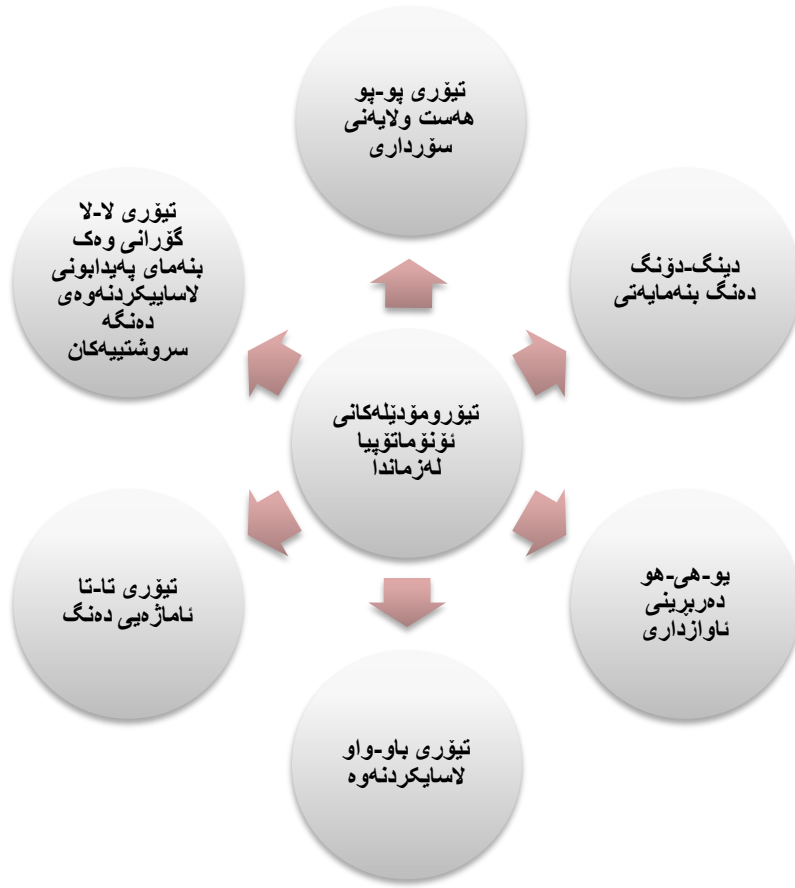 تیۆری پو-پو
هەست ولایەنی
سۆزداری
دینگ-دۆنگ
دەنگ بنەمایەتی
یو-هی-هو
دەربڕینی
ئاوازداری
تیۆری باو-واو
لاسایکردنەوە
تیۆری تا-تا
ئاماژەیی دەنگ
تیۆری لا-لا
گۆرانی وەک
بنەمای پەیدابونی
لاساییکردنەوەی
دەنگە
سروشتییەکان
تیۆرومۆدێلەکانی
ئۆنۆماتۆپیا
لەزماندا